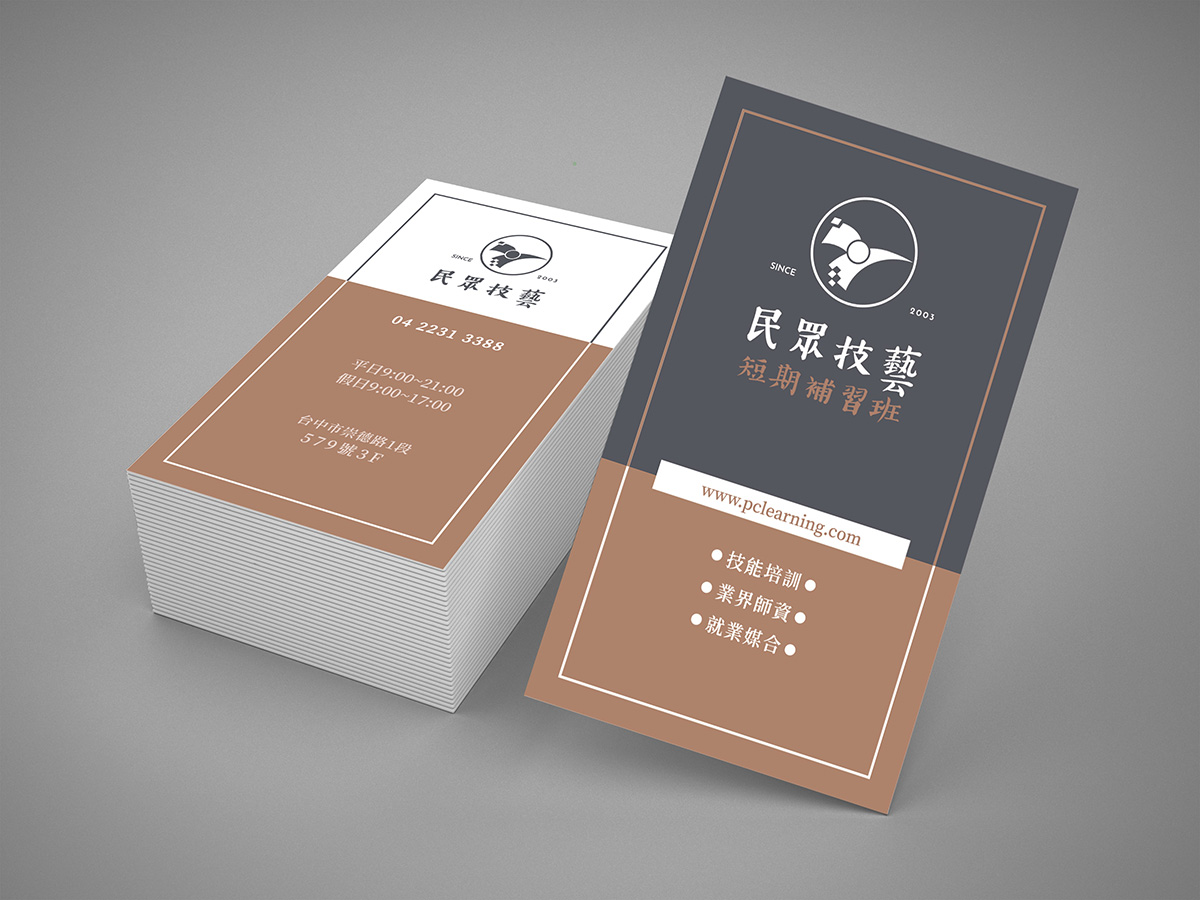 SINCE 2003
民眾技藝
04 2231 3388
平日9:00~21:00
假日9:00~17:00
台中市崇德路1段
579號3F
SINCE 2003
民眾技藝
短期補習班
www.pclearning.com
●技能培訓●
●業界師資●
●就業媒合●